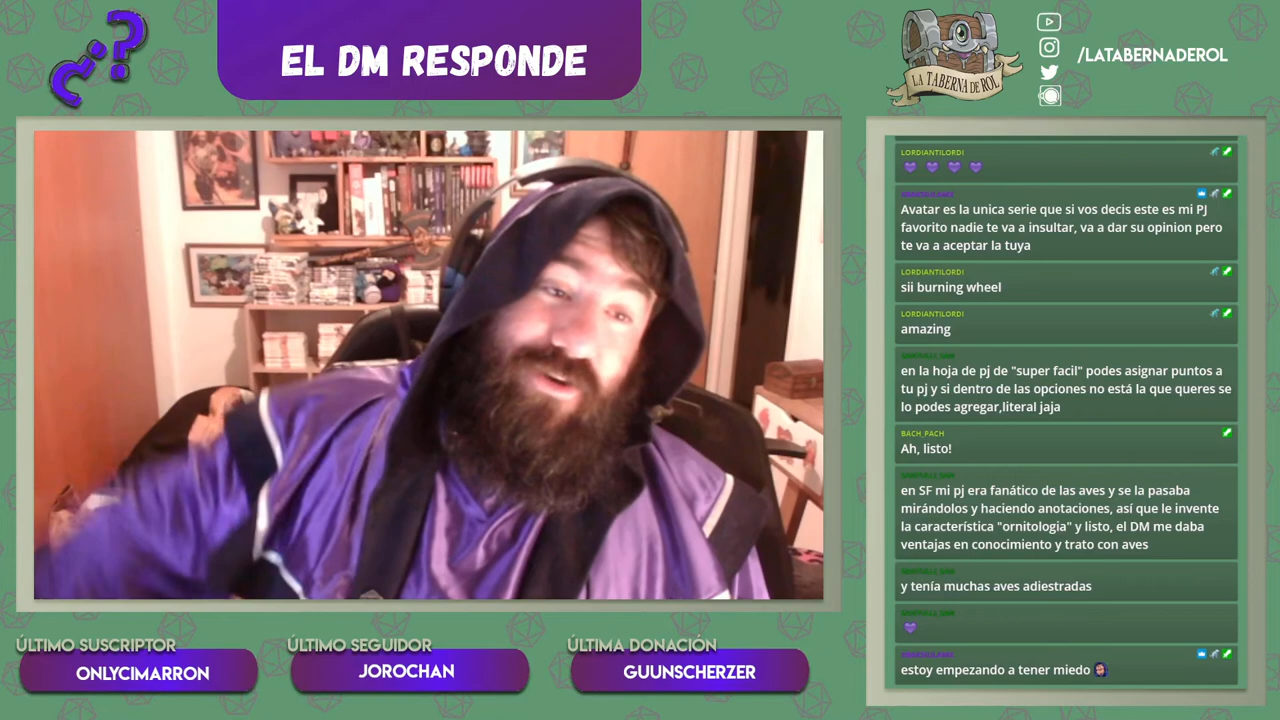 ¿?
EL DM RESPONDE
LA TABERNA DE ROL
/LATABERNADEROL
LORDIANTILORDI
Avatar es la unica serie que si vos decis este es mi PJ
favorito nadie te va a insultar, va a dar su opinion pero
te va a aceptar la tuya
LORDIANTILORDI
sii burning wheel
LORDIANTILORDI
amazing
en la hoja de pj de "super facil" podes asignar puntos a
tu pj y si dentro de las opciones no está la que queres se
lo podes agregar,literal jaja
BACH_PACH
Ah, listo!
en SF mi pj era fanático de las aves y se la pasaba
mirándolos y haciendo anotaciones, así que le invente
la característica "ornitologia" y listo, el DM me daba
ventajas en conocimiento y trato con aves
y tenía muchas aves adiestradas
estoy empezando a tener miedo
ÚLTIMO SUSCRIPTOR
ONLYCIMARRON
ÚLTIMO SEGUIDOR
JOROCHAN
ÚLTIMA DONACIÓN
GUUNSCHERZER